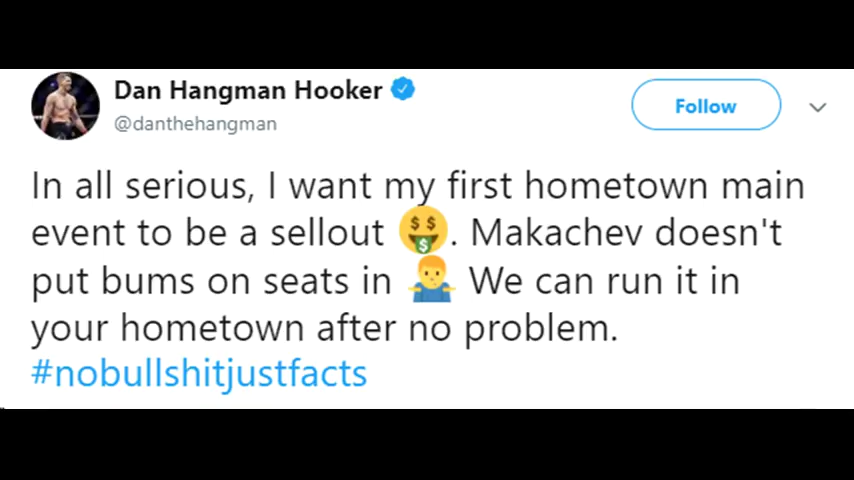 Dan Hangman Hooker
@danthehangman
Follow
In all serious, I want my first hometown main
event to be a sellout 🤑. Makachev doesn't
put bums on seats in 🤷‍♂️ We can run it in
your hometown after no problem.
#nobullshitjustfacts